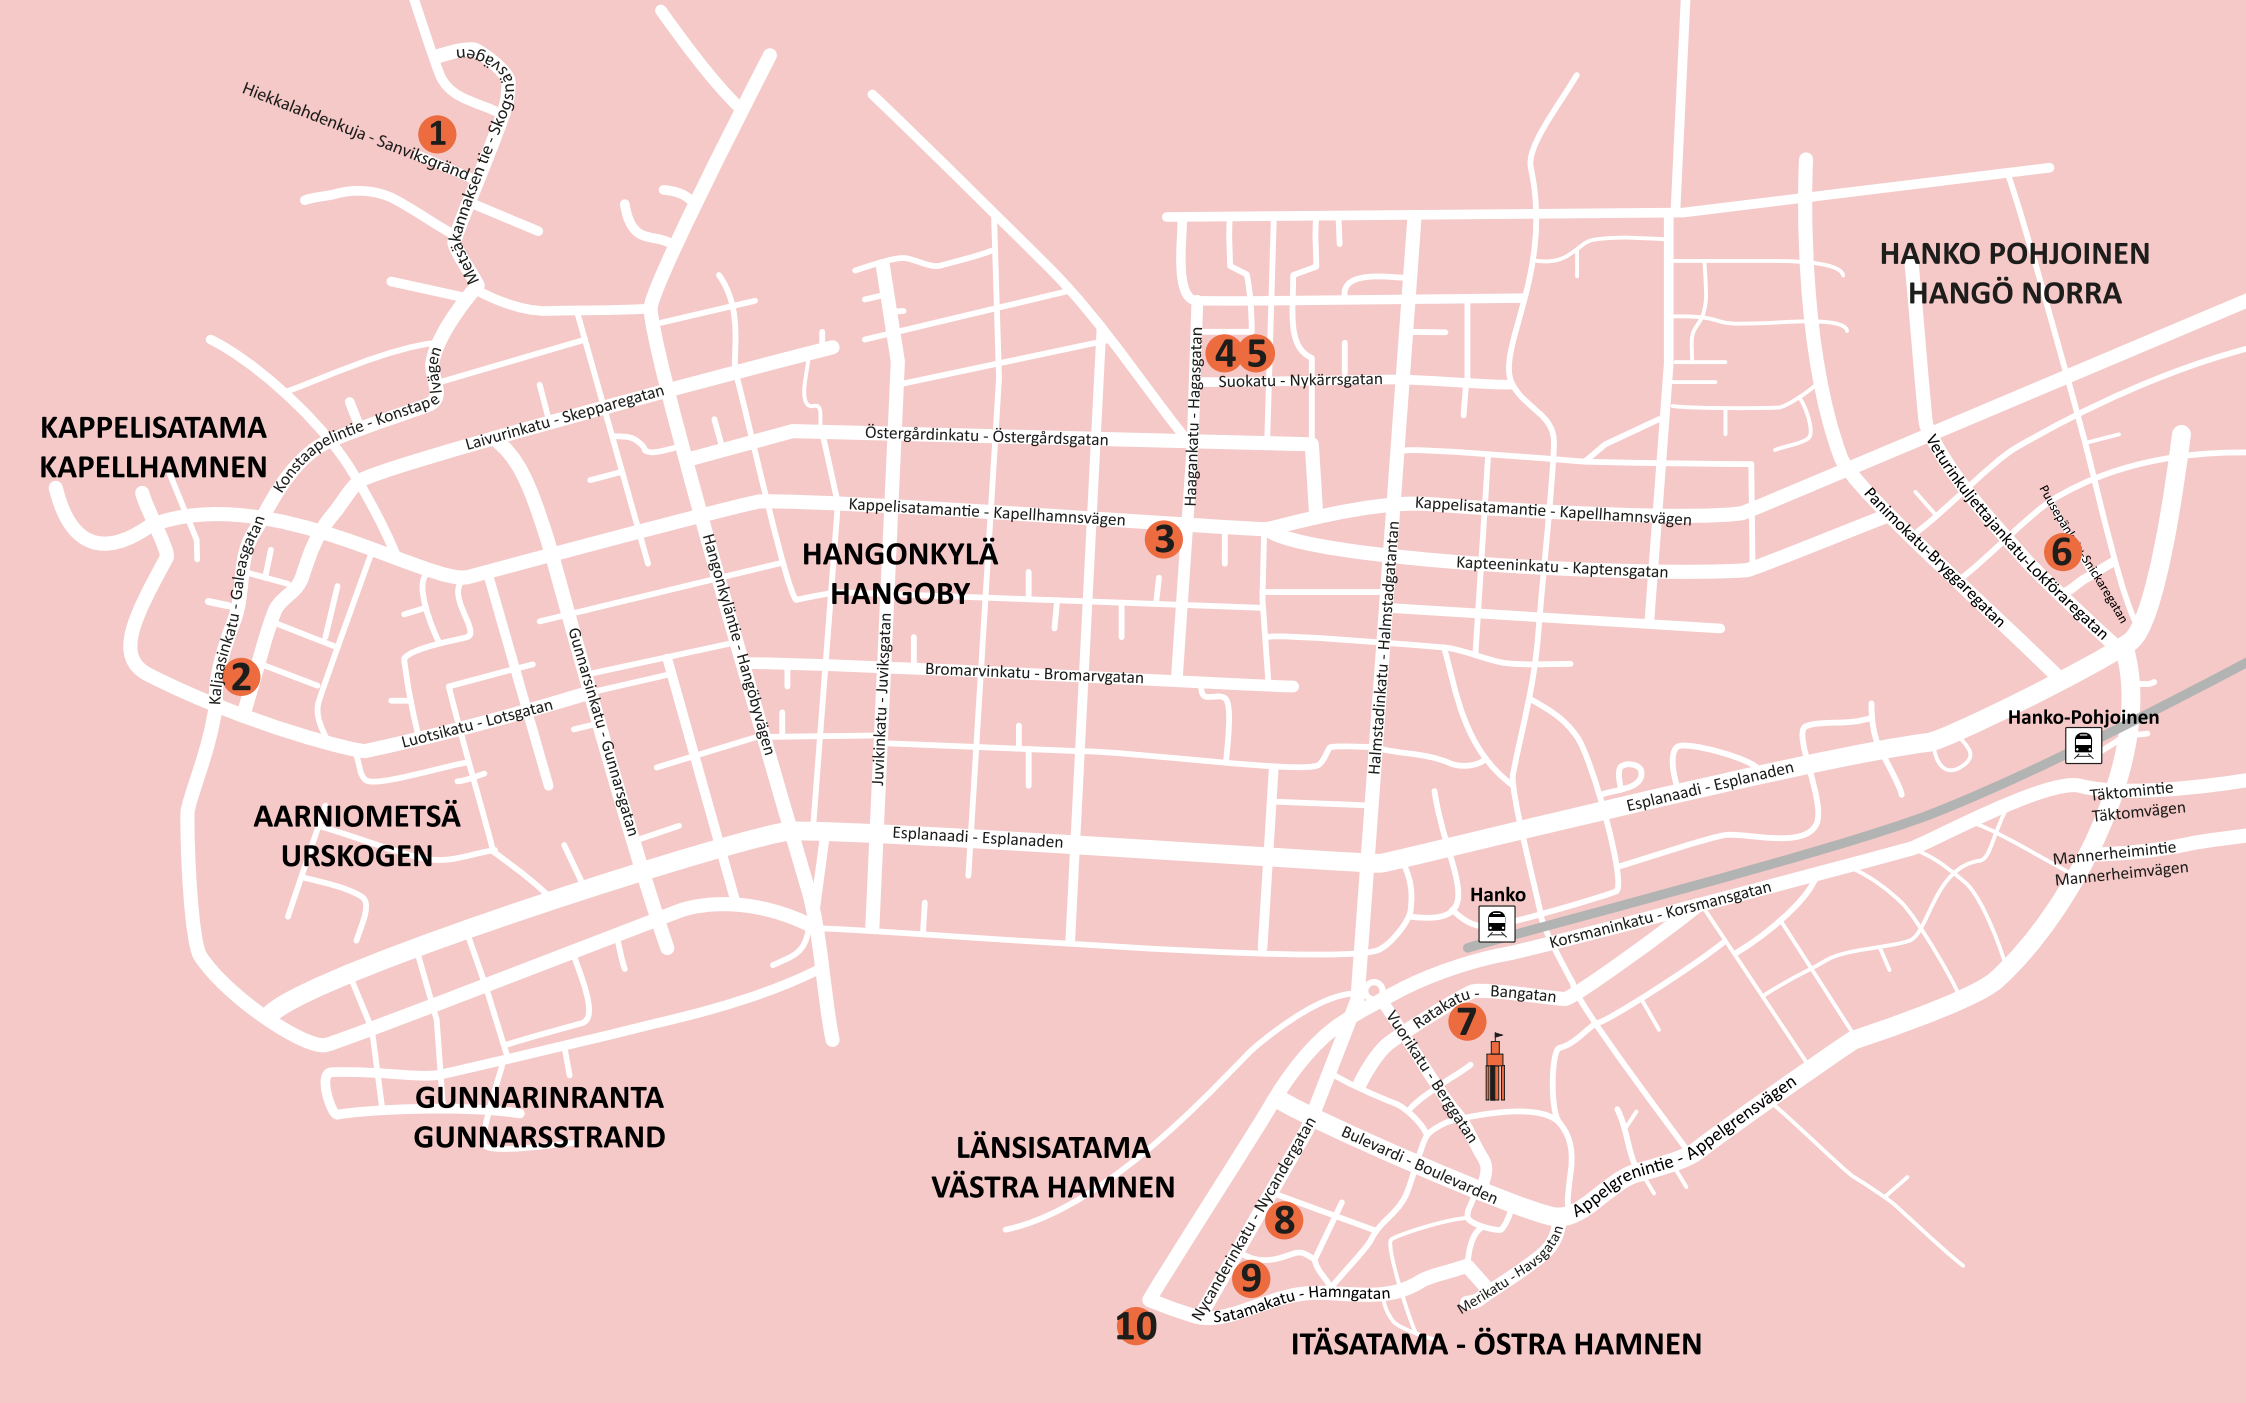 Hiekkalahdenkuja - Sanviksgränd
1
Metsäkannaksen tie - Skogsnäsvägen
HANKO POHJOINEN
HANGÖ NORRA
KAPPELISATAMA
KAPELLHAMNEN
Konstaapelintie - Konstapelvägen
Laivurinkatu - Skepparegatan
Östergårdinkatu - Östergårdsgatan
Haagankatu - Hagasgatan
4
5
Suokatu - Nykärrsgatan
Kappelisatamantie - Kapellhamnsvägen
3
Kappelisatamantie - Kapellhamnsvägen
Kapteeninkatu - Kaptensgatan
Veturinkuljettajankatu-Lokföraregatan
Panimokatu-Bryggaregatan
6
Snickaregatan
HANGONKYLÄ
HANGOBY
Kaljaasinkatu - Galeasgatan
2
Gunnarsinkatu - Gunnarsgatan
Hangonkyläntie - Hangöbyvägen
Juvikinkatu - Juviksgatan
Bromarvinkatu - Bromarvgatan
Halmstadinkatu - Halmstadgatantan
Luotsikatu - Lotsgatan
Hanko-Pohjoinen
AARNIOMETSÄ
URSKOGEN
Esplanaadi - Esplanaden
Esplanaadi - Esplanaden
Täktomintie
Täktomvägen
Mannerheimintie
Mannerheimvägen
Hanko
Korsmaninkatu - Korsmansgatan
Ratakatu - Bangatan
7
Vuorikatu - Berggatan
GUNNARINRANTA
GUNNARSSTRAND
LÄNSISATAMA
VÄSTRA HAMNEN
Bulevardi - Boulevarden
Appelgrenintie - Appelgrensvägen
Nycanderinkatu - Nycandergatan
8
9
Satamakatu - Hamngatan
Merikatu - Havsgatan
10
ITÄSATAMA - ÖSTRA HAMNEN